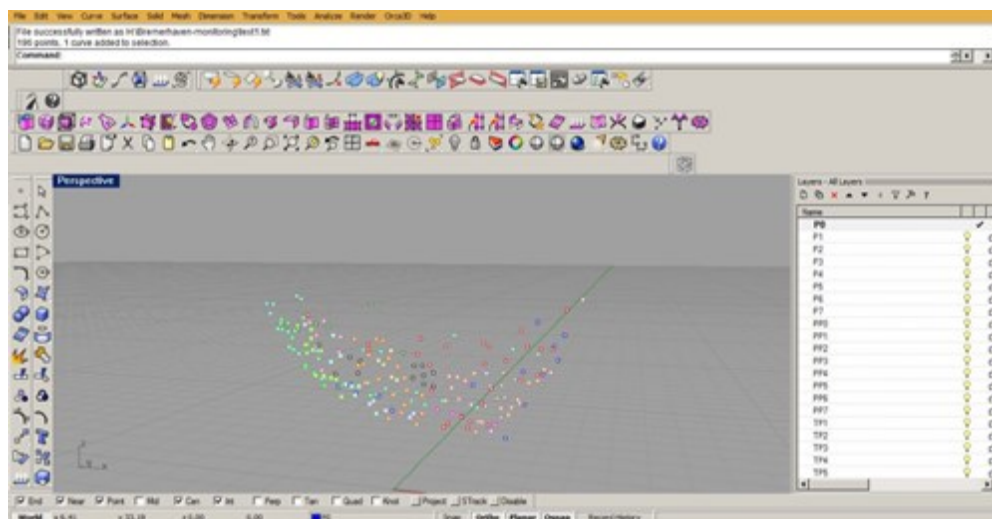 File Edit View Curve Surface Solid Mesh Dimension Transform Tools Analyze Render Orca3D Help
File successfully written as H:\Bremerhaven-monitoring\test1.txt
196 points, 1 curve added to selection.
Command:
Perspective
Layers - All Layers
Name
P0
P1
P2
P3
P4
P5
P6
P7
PP0
PP1
PP2
PP3
PP4
PP5
PP6
PP7
TP1
TP2
TP3
TP4
TP5
End Near Point Mid Cen Int Perp Tan Quad Knot Project STrack Disable
World Snap Ortho Planar Osnap Record History